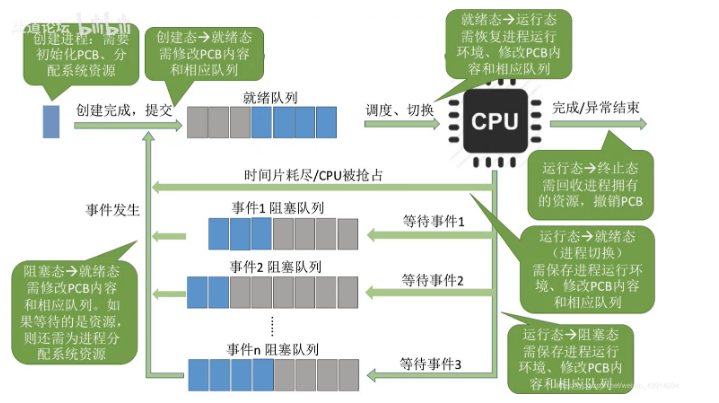 王道论坛 bilibili
创建进程：需要
初始化PCB、分
配系统资源
创建态→就绪态
需修改PCB内容
和相应队列
就绪态→运行态
需恢复进程运行
环境、修改PCB内
容和相应队列
创建完成，提交
就绪队列
调度、切换
CPU
完成/异常结束
运行态→终止态
需回收进程拥有
的资源，撤销PCB
时间片耗尽/CPU被抢占
事件发生
事件1 阻塞队列
等待事件1
运行态→就绪态
（进程切换）
需保存进程运行环
境、修改PCB内容
和相应队列
阻塞态→就绪态
需修改PCB内容
和相应队列。如
果等待的是资源，
则还需为进程分
配系统资源
事件2 阻塞队列
等待事件2
......
事件n 阻塞队列
等待事件3
运行态→阻塞态
需保存进程运行
环境、修改PCB内
容和相应队列